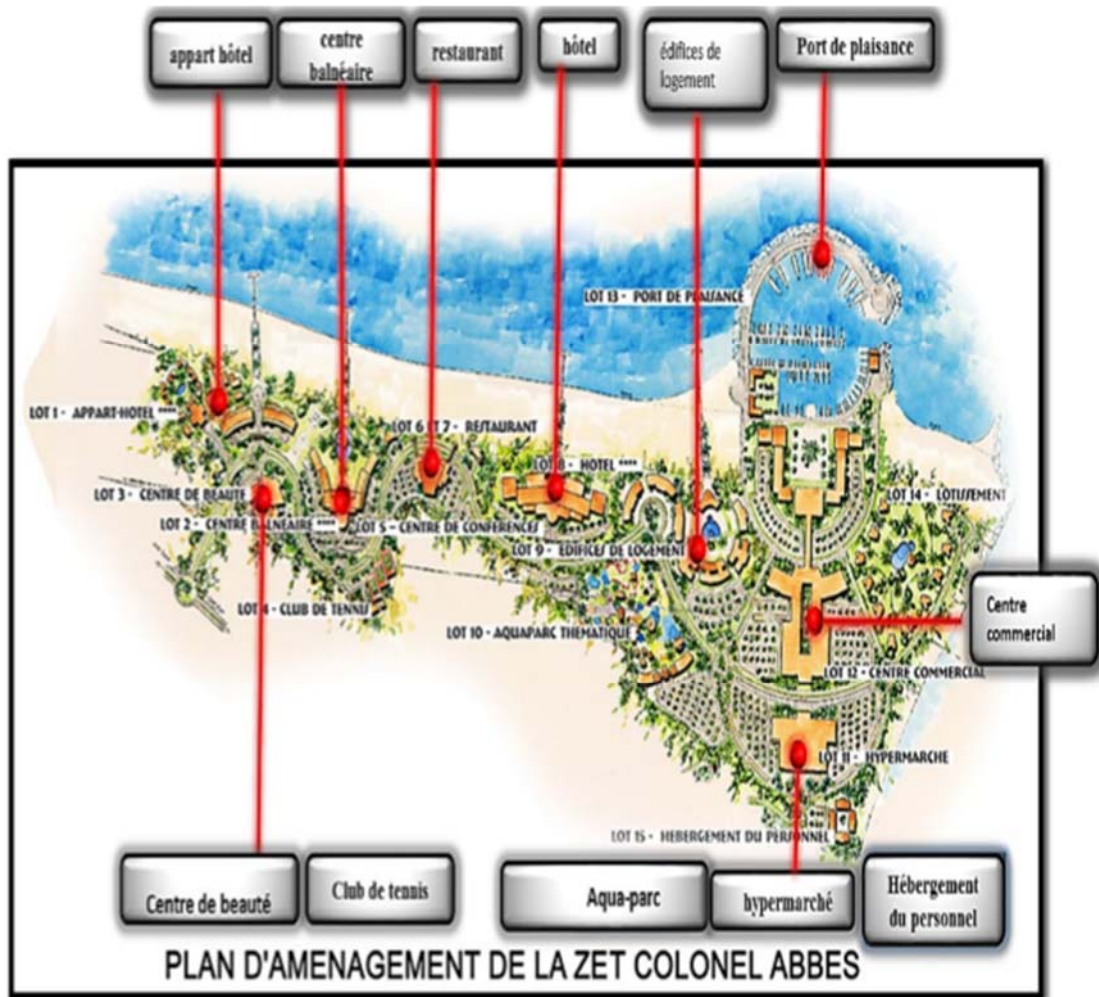 appart hôtel
centre
balnéaire
restaurant
hôtel
édifices de
logement
Port de plaisance
LOT 13 - PORT DE PLAISANCE
LOT 1 - APPART-HOTEL ****
LOT 6 ET 7 - RESTAURANT
LOT 8 - HOTEL ****
LOT 3 - CENTRE DE BEAUTE
LOT 14 - LOTISSEMENT
LOT 2 - CENTRE BALNEAIRE ****
LOT 5 - CENTRE DE CONFERENCES
LOT 9 - EDIFICES DE LOGEMENT
LOT 4 - CLUB DE TENNIS
LOT 10 - AQUAPARC THEMATIQUE
Centre
commercial
LOT 12 - CENTRE COMMERCIAL
LOT 11 - HYPERMARCHE
LOT 15 - HEBERGEMENT DU PERSONNEL
Centre de beauté
Club de tennis
Aqua-parc
hypermarché
Hébergement
du personnel
PLAN D'AMENAGEMENT DE LA ZET COLONEL ABBES